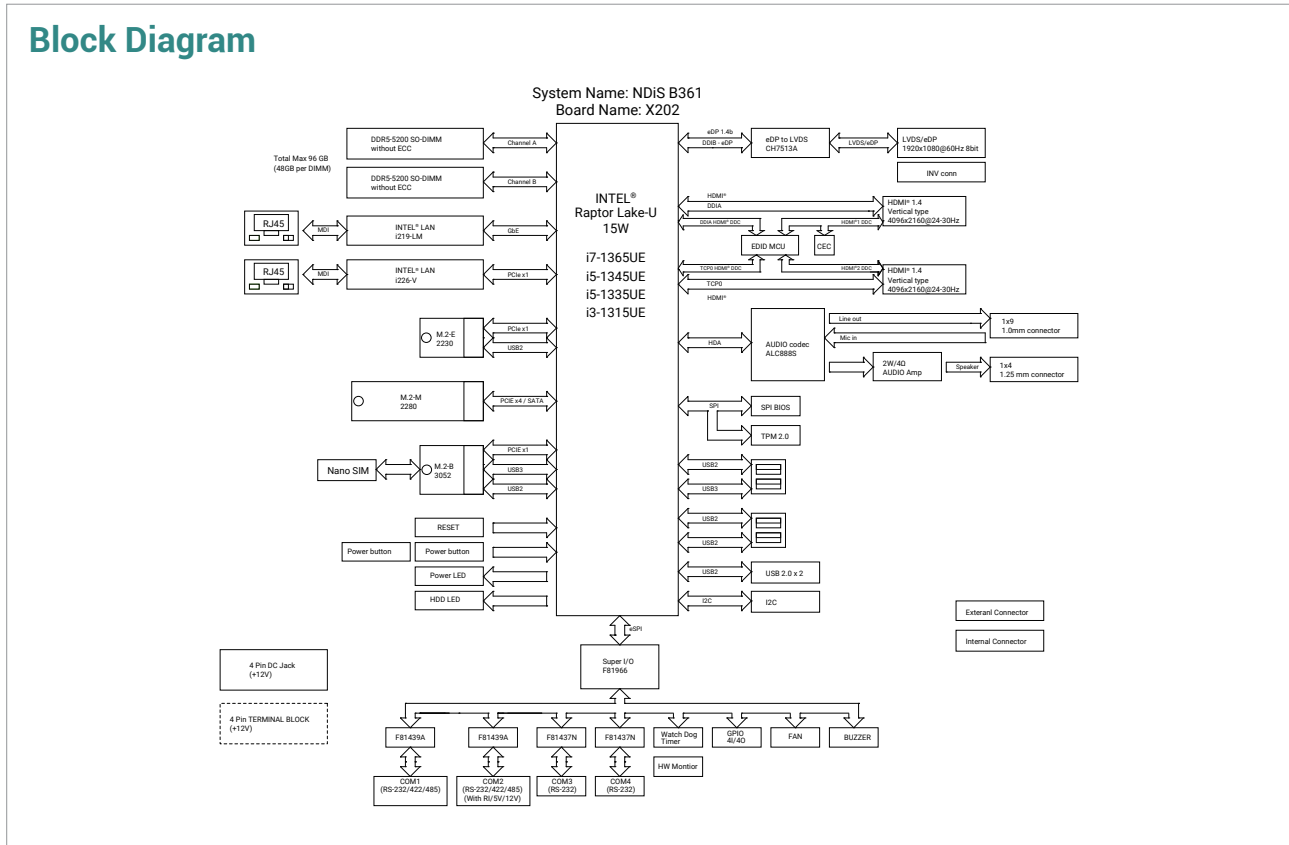 Block Diagram
System Name: NDiS B361
Board Name: X202
DDR5-5200 SO-DIMM
without ECC
Channel A
Total Max 96 GB
(48GB per DIMM)
DDR5-5200 SO-DIMM
without ECC
Channel B
RJ45
MDI
INTEL® LAN
i219-LM
GbE
RJ45
MDI
INTEL® LAN
i226-V
PCIe x1
M.2-E
2230
PCIe x1
USB2
M.2-M
2280
PCIE x4 / SATA
Nano SIM
M.2-B
3052
PCIE x1
USB3
USB2
RESET
Power button
Power button
Power LED
HDD LED
INTEL®
Raptor Lake-U
15W
i7-1365UE
i5-1345UE
i5-1335UE
i3-1315UE
eDP 1.4b
DDIB - eDP
eDP to LVDS
CH7513A
LVDS/eDP
LVDS/eDP
1920x1080@60Hz 8bit
INV conn
HDMI®
DDIA
HDMI® 1.4
Vertical type
4096x2160@24-30Hz
DDIA HDMI® DDC
HDMI®1 DDC
EDID MCU
CEC
TCP0 HDMI® DDC
HDMI®2 DDC
TCP0
HDMI®
HDMI® 1.4
Vertical type
4096x2160@24-30Hz
HDA
AUDIO codec
ALC888S
Line out
Mic in
1x9
1.0mm connector
2W/4Ω
AUDIO Amp
Speaker
1x4
1.25 mm connector
SPI
SPI BIOS
TPM 2.0
USB2
USB3
USB2
USB2
USB2
USB 2.0 x 2
I2C
I2C
Exteranl Connector
Internal Connector
eSPI
Super I/O
F81966
4 Pin DC Jack
(+12V)
4 Pin TERMINAL BLOCK
(+12V)
F81439A
F81439A
F81437N
F81437N
Watch Dog
Timer
GPIO
4I/4O
FAN
BUZZER
HW Montior
COM1
(RS-232/422/485)
COM2
(RS-232/422/485)
(With RI/5V/12V)
COM3
(RS-232)
COM4
(RS-232)